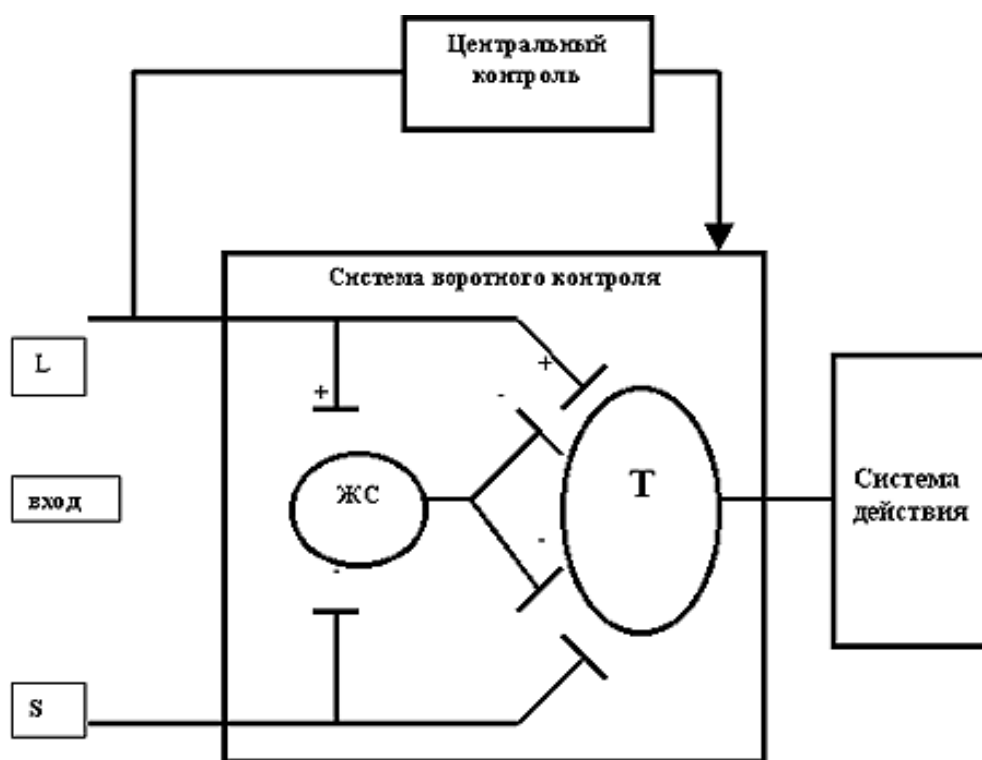 Центральный
контроль
Система воротного контроля
L
+
+
-
ЖС
Т
вход
-
-
Система
действия
S